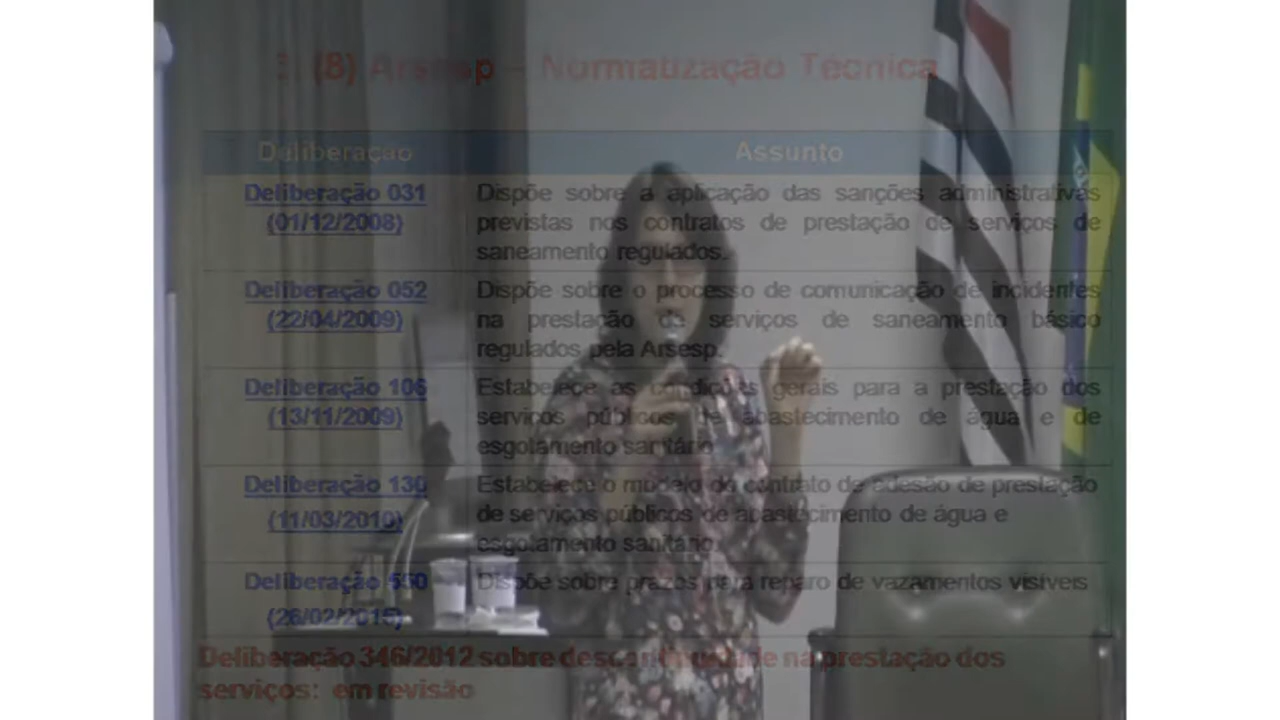 3. (8) Arsesp – Normatização Técnica
Deliberação Assunto
Deliberação 031 Dispõe sobre a aplicação das sanções administrativas
(01/12/2008) previstas nos contratos de prestação de serviços de
saneamento regulados.
Deliberação 052 Dispõe sobre o processo de comunicação de incidentes
(22/04/2009) na prestação de serviços de saneamento básico
regulados pela Arsesp.
Deliberação 106 Estabelece as condições gerais para a prestação dos
(13/11/2009) serviços públicos de abastecimento de água e de
esgotamento sanitário.
Deliberação 130 Estabelece o modelo de contrato de adesão de prestação
(11/03/2010) de serviços públicos de abastecimento de água e
esgotamento sanitário.
Deliberação 550 Dispõe sobre prazos para reparo de vazamentos visíveis
(26/02/2015)
Deliberação 346/2012 sobre descontinuidade na prestação dos
serviços: em revisão